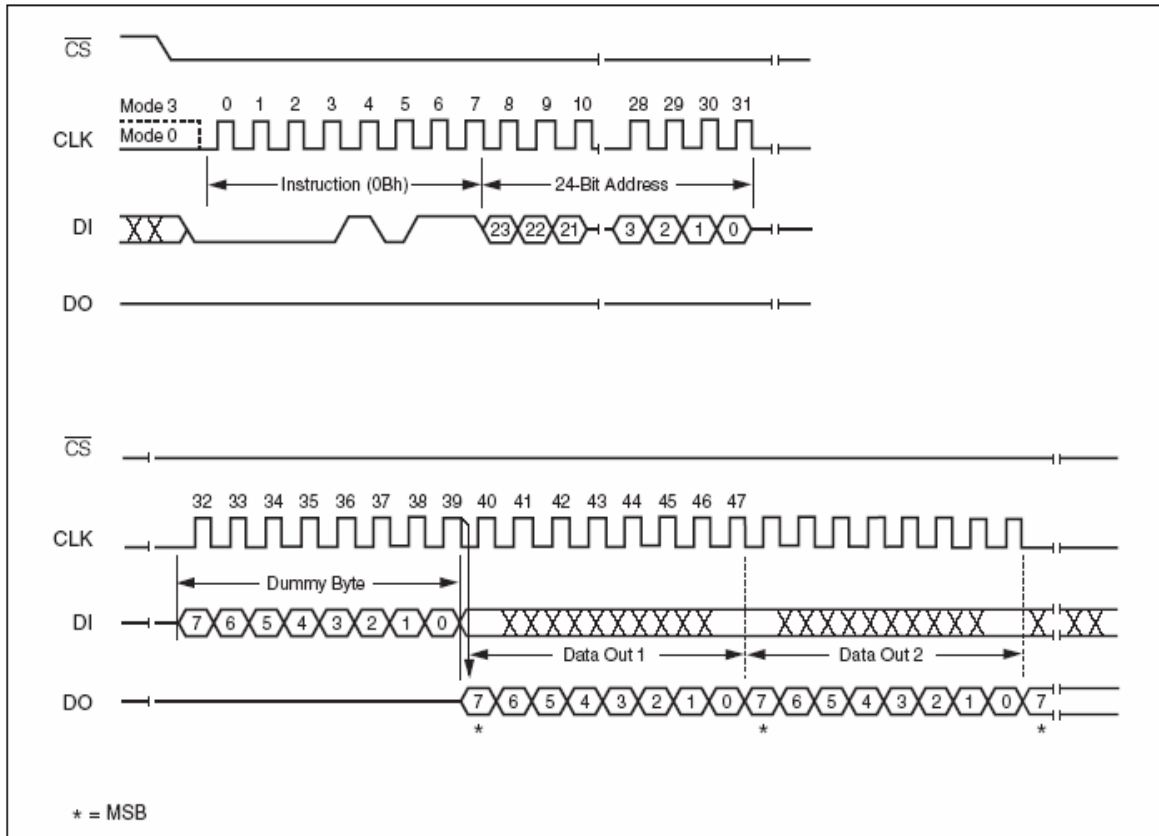 CS
Mode 3 0 1 2 3 4 5 6 7 8 9 10 28 29 30 31
CLK Mode 0
Instruction (0Bh) 24-Bit Address
DI 23 22 21 3 2 1 0
DO
CS
32 33 34 35 36 37 38 39 40 41 42 43 44 45 46 47
CLK
Dummy Byte
DI 7 6 5 4 3 2 1 0
Data Out 1 Data Out 2
DO 7 6 5 4 3 2 1 0 7 6 5 4 3 2 1 0 7
* * *
* = MSB